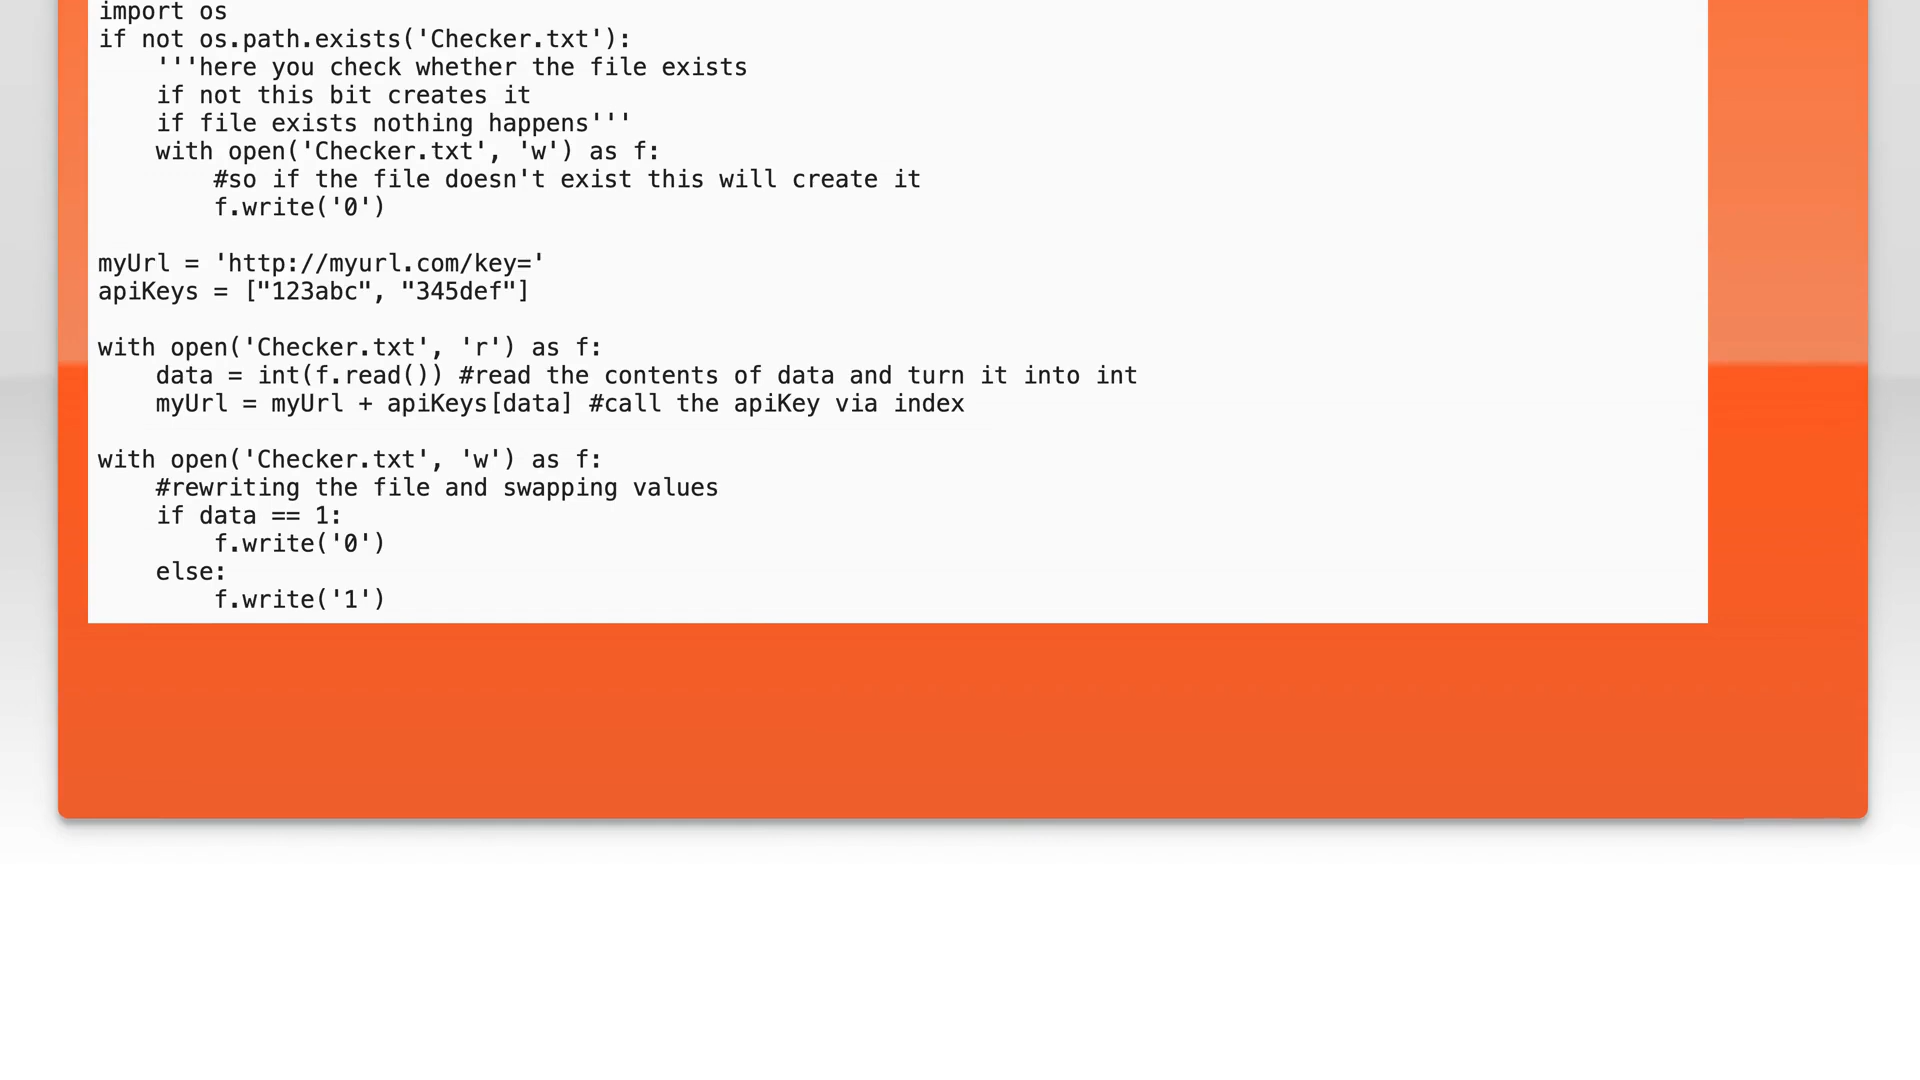 import os
if not os.path.exists('Checker.txt'):
    '''here you check whether the file exists
    if not this bit creates it
    if file exists nothing happens'''
    with open('Checker.txt', 'w') as f:
        #so if the file doesn't exist this will create it
        f.write('0')

myUrl = 'http://myurl.com/key='
apiKeys = ["123abc", "345def"]

with open('Checker.txt', 'r') as f:
    data = int(f.read()) #read the contents of data and turn it into int
    myUrl = myUrl + apiKeys[data] #call the apiKey via index

with open('Checker.txt', 'w') as f:
    #rewriting the file and swapping values
    if data == 1:
        f.write('0')
    else:
        f.write('1')